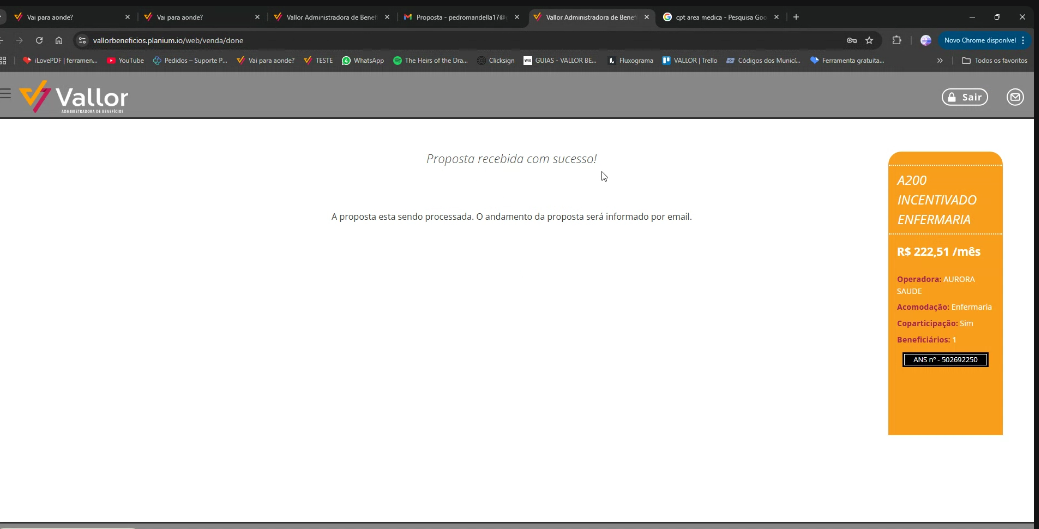 Vai para aonde?
Vai para aonde?
Vallor Administradora de Benef
Proposta - pedromandella17@
Vallor Administradora de Benef
cpt area medica - Pesquisa Goo
vallorbeneficios.planium.io/web/venda/done
Novo Chrome disponível
iLovePDF | ferramen...
YouTube
Pedidos – Suporte P...
Vai para aonde?
TESTE
WhatsApp
The Heirs of the Dra...
Clicksign
GUIAS - VALLOR BE...
Fluxograma
VALLOR | Trello
Códigos dos Municí...
Ferramenta gratuita...
»
Todos os favoritos
Vallor
ADMINISTRADORA DE BENEFÍCIOS
Sair
Proposta recebida com sucesso!
A proposta esta sendo processada. O andamento da proposta será informado por email.
A200
INCENTIVADO
ENFERMARIA
R$ 222,51 /mês
Operadora: AURORA
SAUDE
Acomodação: Enfermaria
Coparticipação: Sim
Beneficiários: 1
ANS nº - 502692250